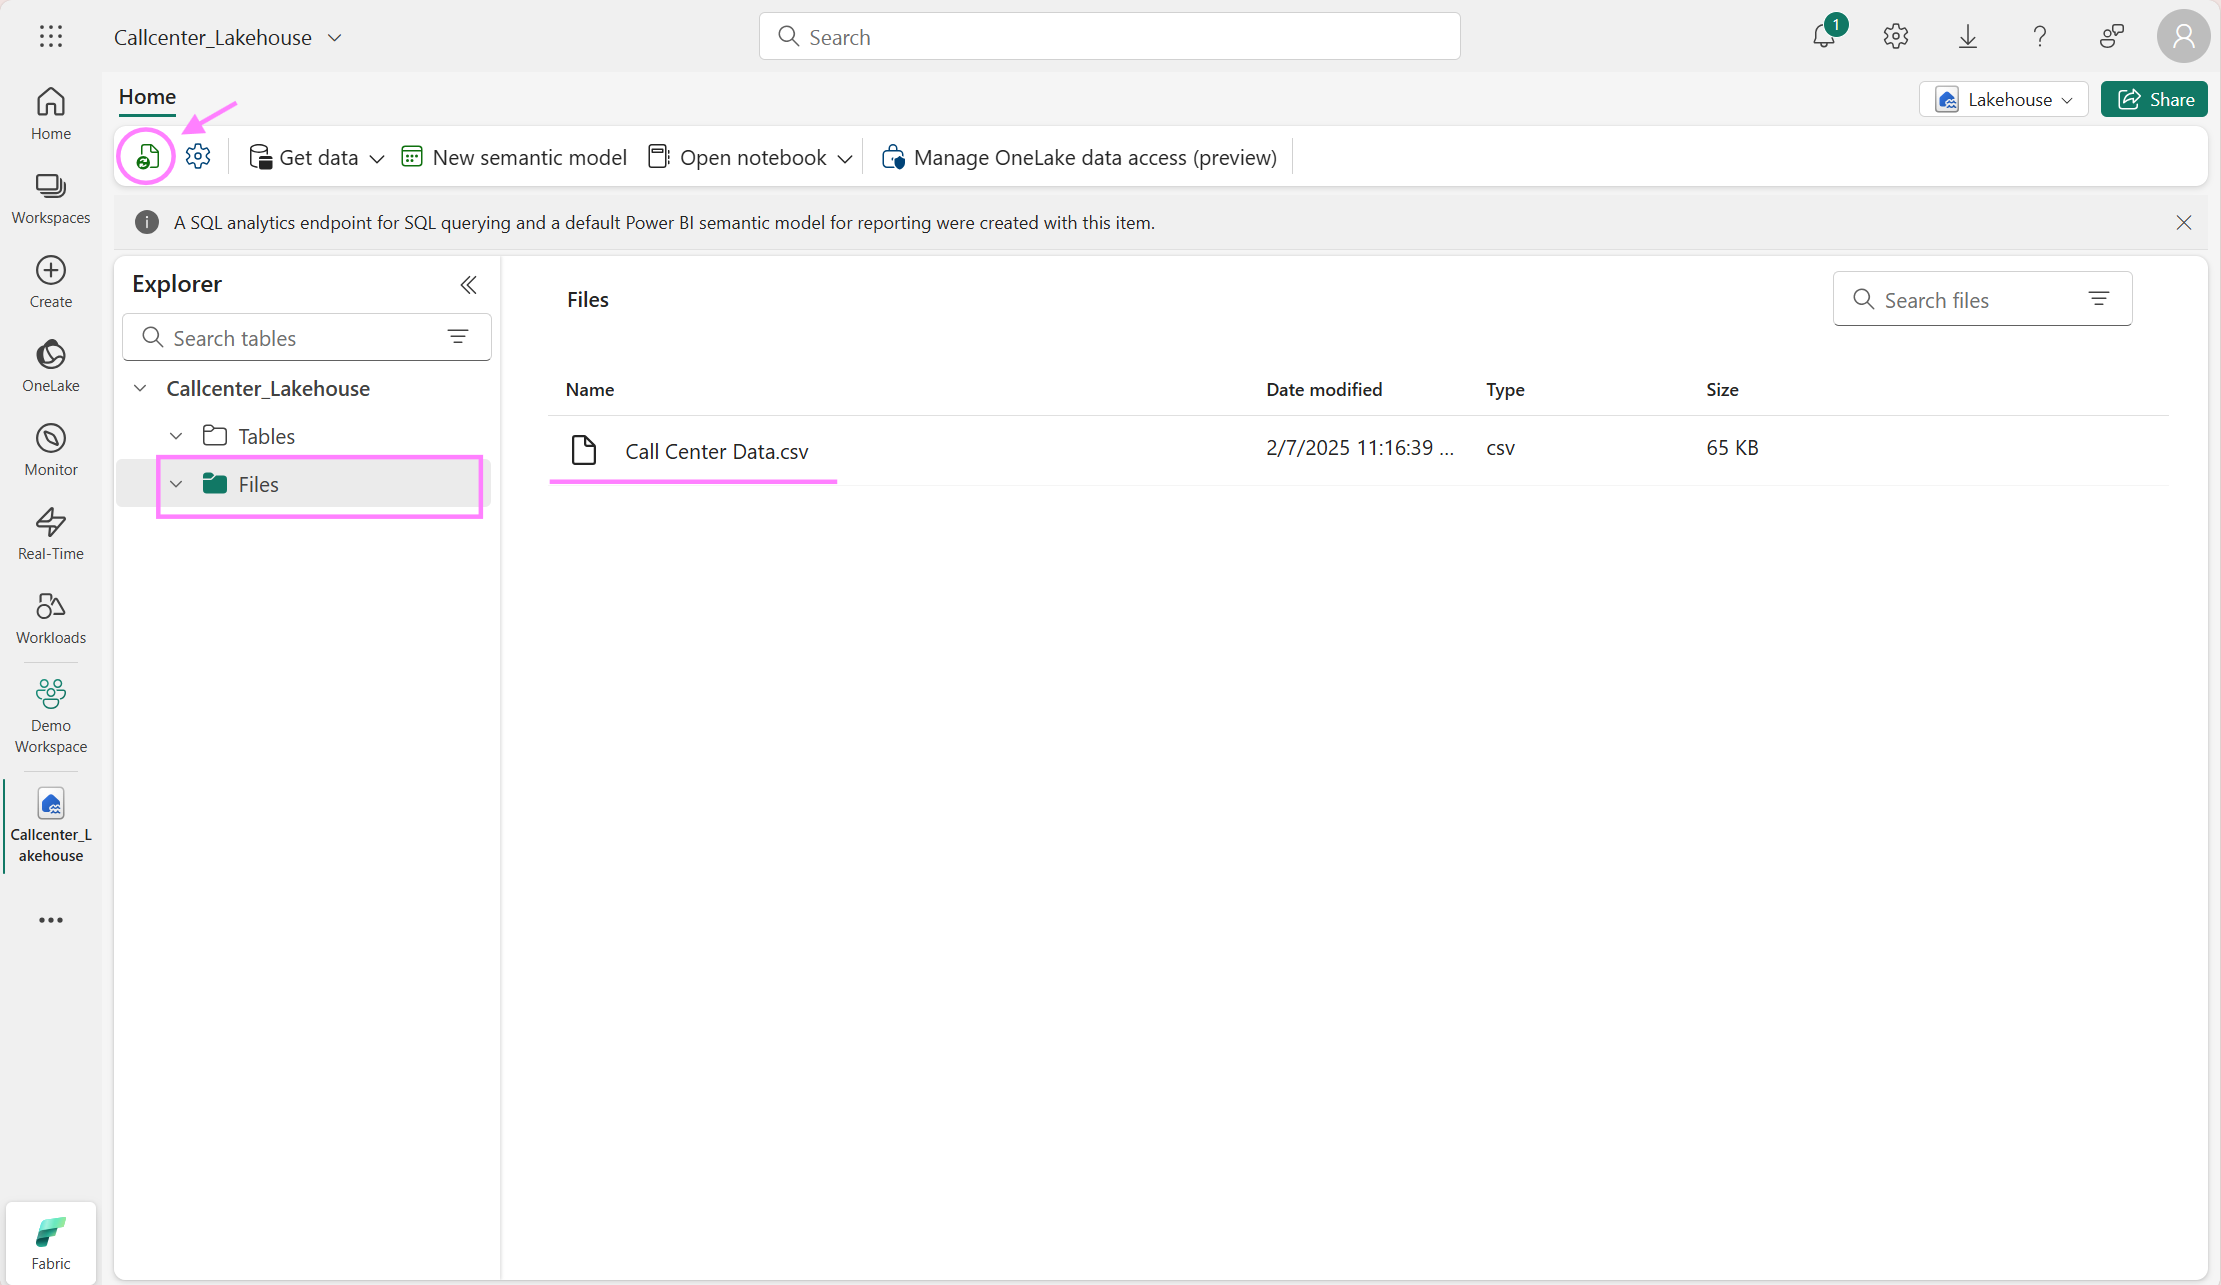 Callcenter_Lakehouse
Search
1
Home
Lakehouse
Share
Home
Get data
New semantic model
Open notebook
Manage OneLake data access (preview)
Workspaces
A SQL analytics endpoint for SQL querying and a default Power BI semantic model for reporting were created with this item.
Create
OneLake
Monitor
Real-Time
Workloads
Demo
Workspace
Callcenter_L
akehouse
Fabric
Explorer
Search tables
Callcenter_Lakehouse
Tables
Files
Files
Search files
Name Date modified Type Size
Call Center Data.csv 2/7/2025 11:16:39 ... csv 65 KB